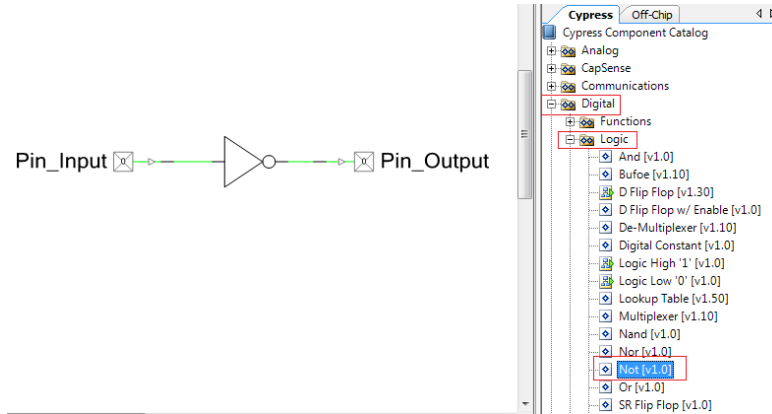 Pin_Input
Pin_Output
Cypress
Off-Chip
Cypress Component Catalog
Analog
CapSense
Communications
Digital
Functions
Logic
And [v1.0]
Bufoe [v1.10]
D Flip Flop [v1.30]
D Flip Flop w/ Enable [v1.0]
De-Multiplexer [v1.10]
Digital Constant [v1.0]
Logic High '1' [v1.0]
Logic Low '0' [v1.0]
Lookup Table [v1.50]
Multiplexer [v1.10]
Nand [v1.0]
Nor [v1.0]
Not [v1.0]
Or [v1.0]
SR Flip Flop [v1.0]